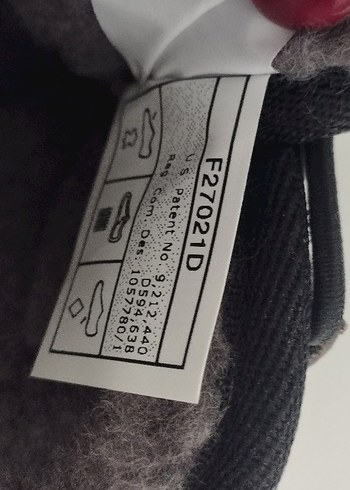 F27021D
U S Patent No 9,212,440
D594,638
Reg Com. Des 1057780/1